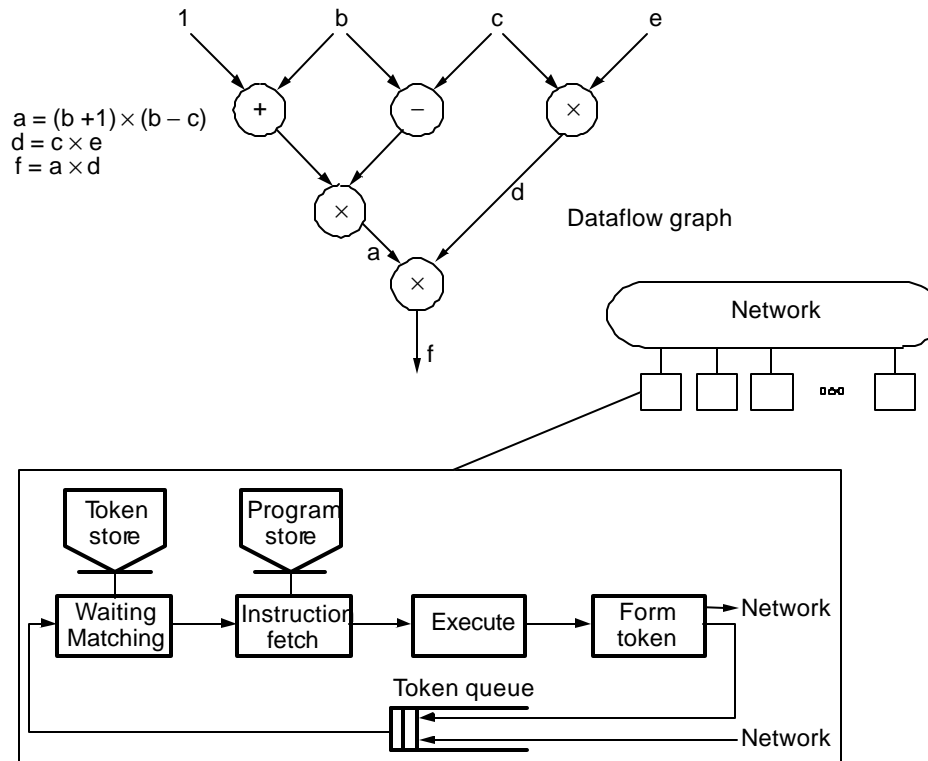 1 b c e
+ − ×
a = (b +1) × (b − c)
d = c × e
f = a × d
×
d
Dataflow graph
a
×
Network
f
Token
store
Program
store
Waiting
Matching
Instruction
fetch
Execute
Form
token
Network
Token queue
Network